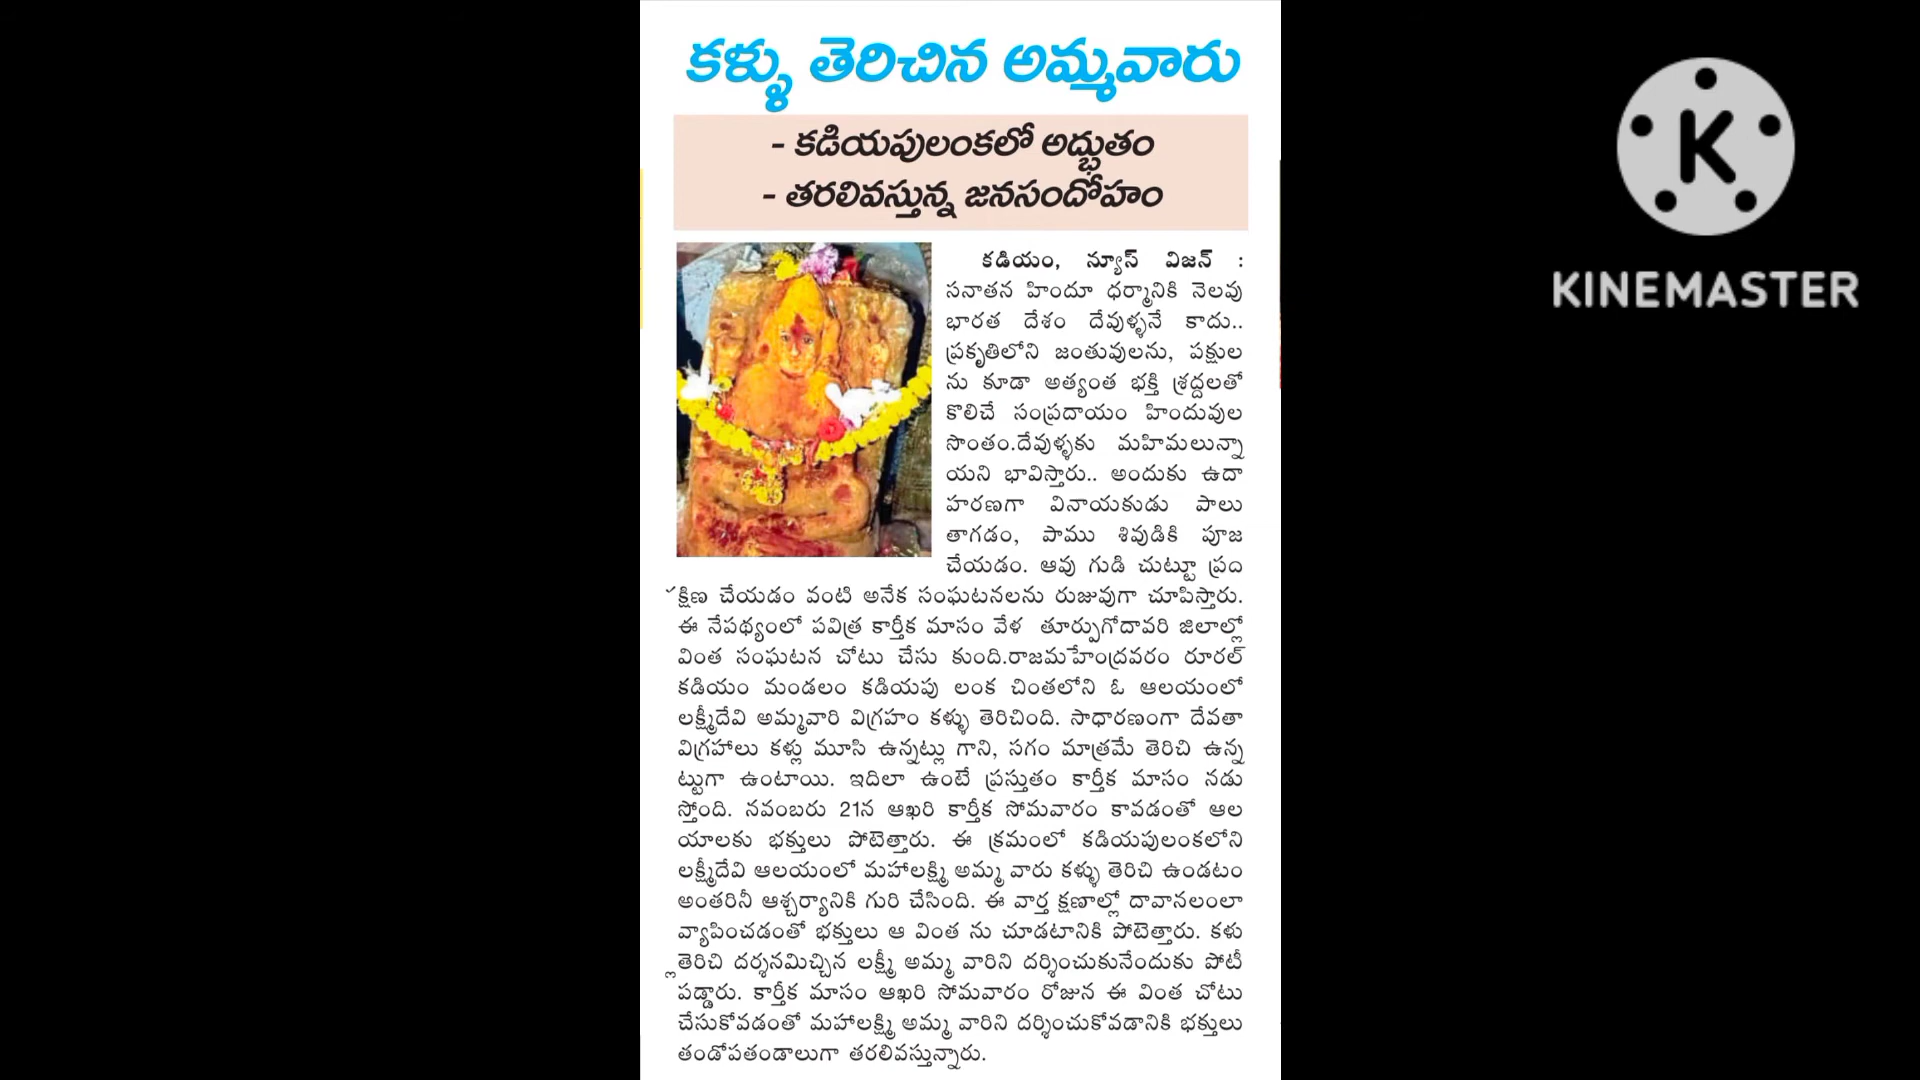 కళ్ళు తెరిచిన అమ్మవారు
- కడియపులంకలో అద్భుతం
- తరలివస్తున్న జనసందోహం
కడియం, న్యూస్ విజన్ :
సనాతన హిందూ ధర్మానికి నెలవు
భారత దేశం దేవుళ్ళనే కాదు..
ప్రకృతిలోని జంతువులను, పక్షుల
ను కూడా అత్యంత భక్తి శ్రద్దలతో
కొలిచే సంప్రదాయం హిందువుల
సొంతం.దేవుళ్ళకు మహిమలున్నా
యని భావిస్తారు.. అందుకు ఉదా
హరణగా వినాయకుడు పాలు
తాగడం, పాము శివుడికి పూజ
చేయడం. ఆవు గుడి చుట్టూ ప్రద
క్షిణ చేయడం వంటి అనేక సంఘటనలను రుజువుగా చూపిస్తారు.
ఈ నేపథ్యంలో పవిత్ర కార్తీక మాసం వేళ తూర్పుగోదావరి జిలాల్లో
వింత సంఘటన చోటు చేసు కుంది.రాజమహేంద్రవరం రూరల్
కడియం మండలం కడియపు లంక చింతలోని ఓ ఆలయంలో
లక్ష్మీదేవి అమ్మవారి విగ్రహం కళ్ళు తెరిచింది. సాధారణంగా దేవతా
విగ్రహాలు కళ్లు మూసి ఉన్నట్లు గాని, సగం మాత్రమే తెరిచి ఉన్న
ట్టుగా ఉంటాయి. ఇదిలా ఉంటే ప్రస్తుతం కార్తీక మాసం నడు
స్తోంది. నవంబరు 21న ఆఖరి కార్తీక సోమవారం కావడంతో ఆల
యాలకు భక్తులు పోటెత్తారు. ఈ క్రమంలో కడియపులంకలోని
లక్ష్మీదేవి ఆలయంలో మహాలక్ష్మి అమ్మ వారు కళ్ళు తెరిచి ఉండటం
అంతరినీ ఆశ్చర్యానికి గురి చేసింది. ఈ వార్త క్షణాల్లో దావానలంలా
వ్యాపించడంతో భక్తులు ఆ వింత ను చూడటానికి పోటెత్తారు. కళు
్లతెరిచి దర్శనమిచ్చిన లక్ష్మీ అమ్మ వారిని దర్శించుకునేందుకు పోటీ
పడ్డారు. కార్తీక మాసం ఆఖరి సోమవారం రోజున ఈ వింత చోటు
చేసుకోవడంతో మహాలక్ష్మి అమ్మ వారిని దర్శించుకోవడానికి భక్తులు
తండోపతండాలుగా తరలివస్తున్నారు.
K
KINEMASTER